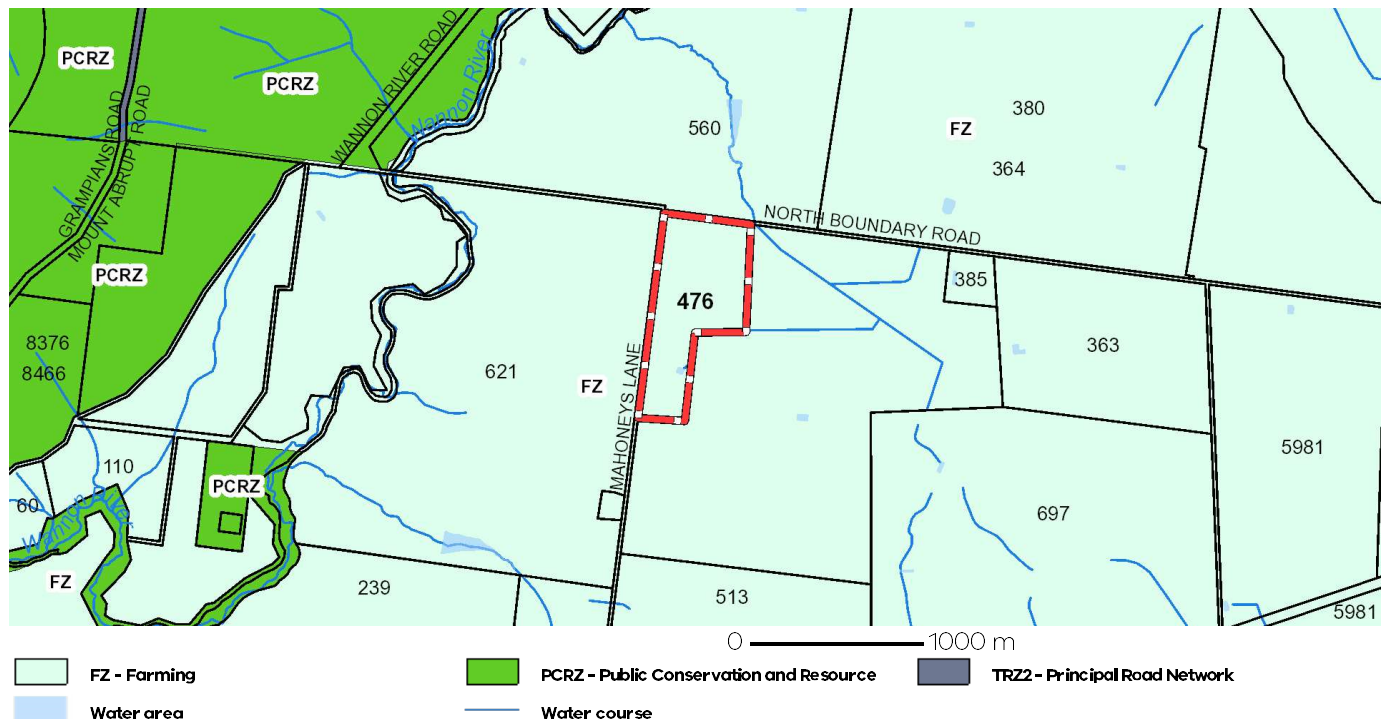 PCRZ
PCRZ
WANNON RIVER ROAD
Wannon River
GRAMPIANS ROAD
MOUNT ABRUPT ROAD
560
380
FZ
364
NORTH BOUNDARY ROAD
PCRZ
385
476
8376
8466
363
621
FZ
MAHONEYS LANE
5981
110
PCRZ
60
Wannon River
697
FZ
239
513
5981
0 1000 m
FZ - Farming
PCRZ - Public Conservation and Resource
TRZ2 - Principal Road Network
Water area
Water course